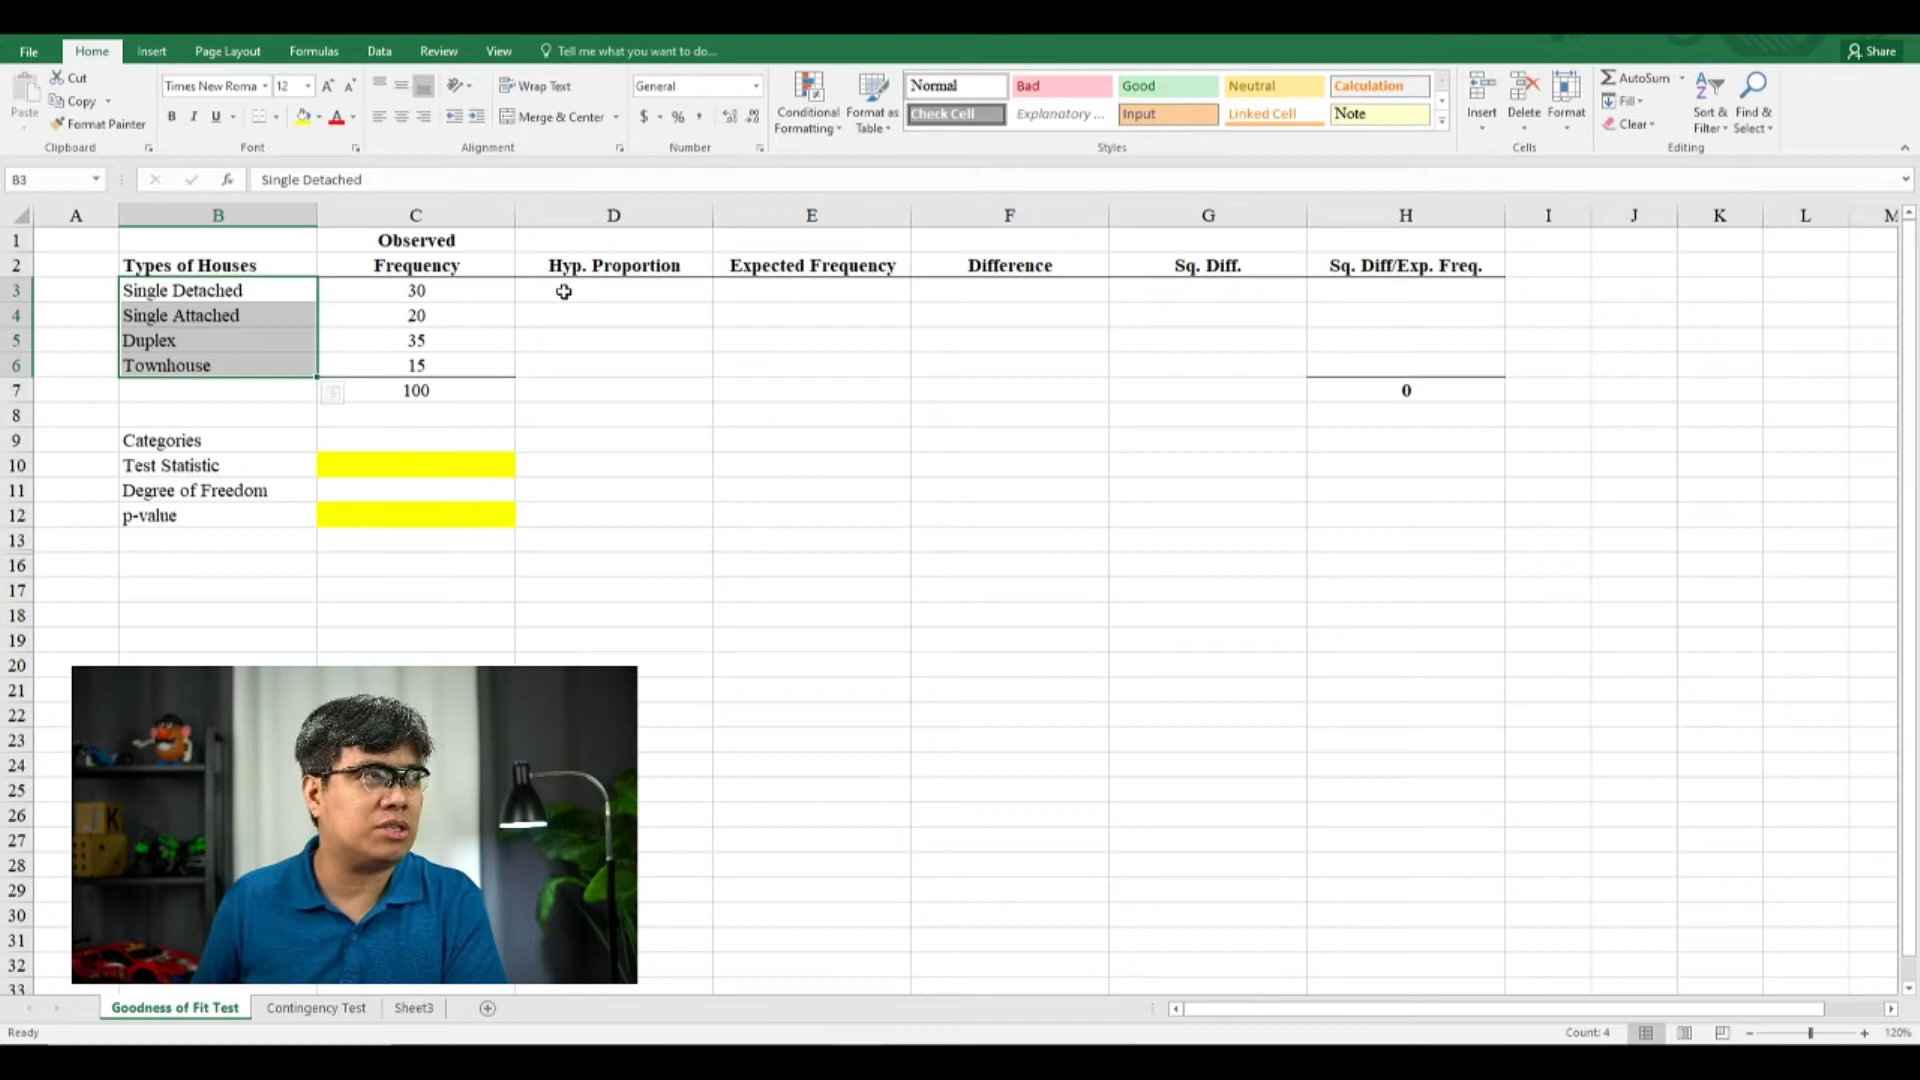 File Home Insert Page Layout Formulas Data Review View Tell me what you want to do... Share
Paste Cut Copy Format Painter Clipboard
Times New Roma 12 A A B I U A Font
Wrap Text Merge & Center Alignment
General $ % , Number
Conditional Formatting Format as Table
Normal Bad Good Neutral Calculation
Check Cell Explanatory ... Input Linked Cell Note
Styles
Insert Delete Format Cells
AutoSum Fill Clear Sort & Filter Find & Select Editing
B3 fx Single Detached
A B C D E F G H I J K L M
1 Observed
2 Types of Houses Frequency Hyp. Proportion Expected Frequency Difference Sq. Diff. Sq. Diff/Exp. Freq.
3 Single Detached 30
4 Single Attached 20
5 Duplex 35
6 Townhouse 15
7 100 0
8
9 Categories
10 Test Statistic
11 Degree of Freedom
12 p-value
13
16
17
18
19
20
21
22
23
24
25
26
27
28
29
30
31
32
33
K
Goodness of Fit Test Contingency Test Sheet3
Ready Count: 4 120%